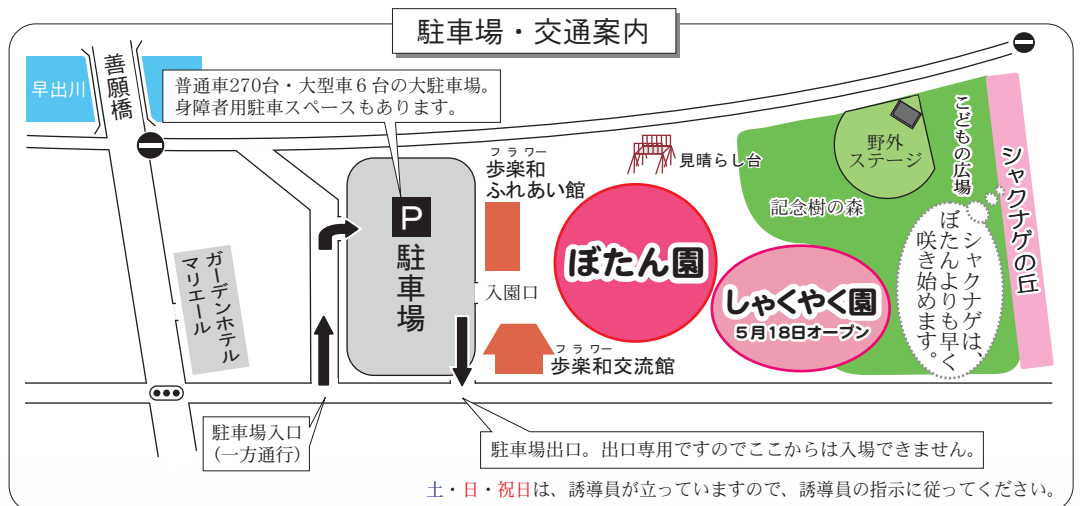 駐車場・交通案内
早出川
善願橋
普通車270台・大型車6台の大駐車場。
身障者用駐車スペースもあります。
P
駐車場
フラワー
歩楽和
ふれあい館
入園口
フラワー
歩楽和交流館
見晴らし台
ぼたん園
しゃくやく園
5月18日オープン
記念樹の森
野外
ステージ
こどもの広場
シャクナゲの丘
シャクナゲは、
ぼたんよりも早く
咲き始めます。
ガーデンホテル
マリエール
駐車場入口
(一方通行)
駐車場出口。出口専用ですのでここからは入場できません。
土・日・祝日は、誘導員が立っていますので、誘導員の指示に従ってください。